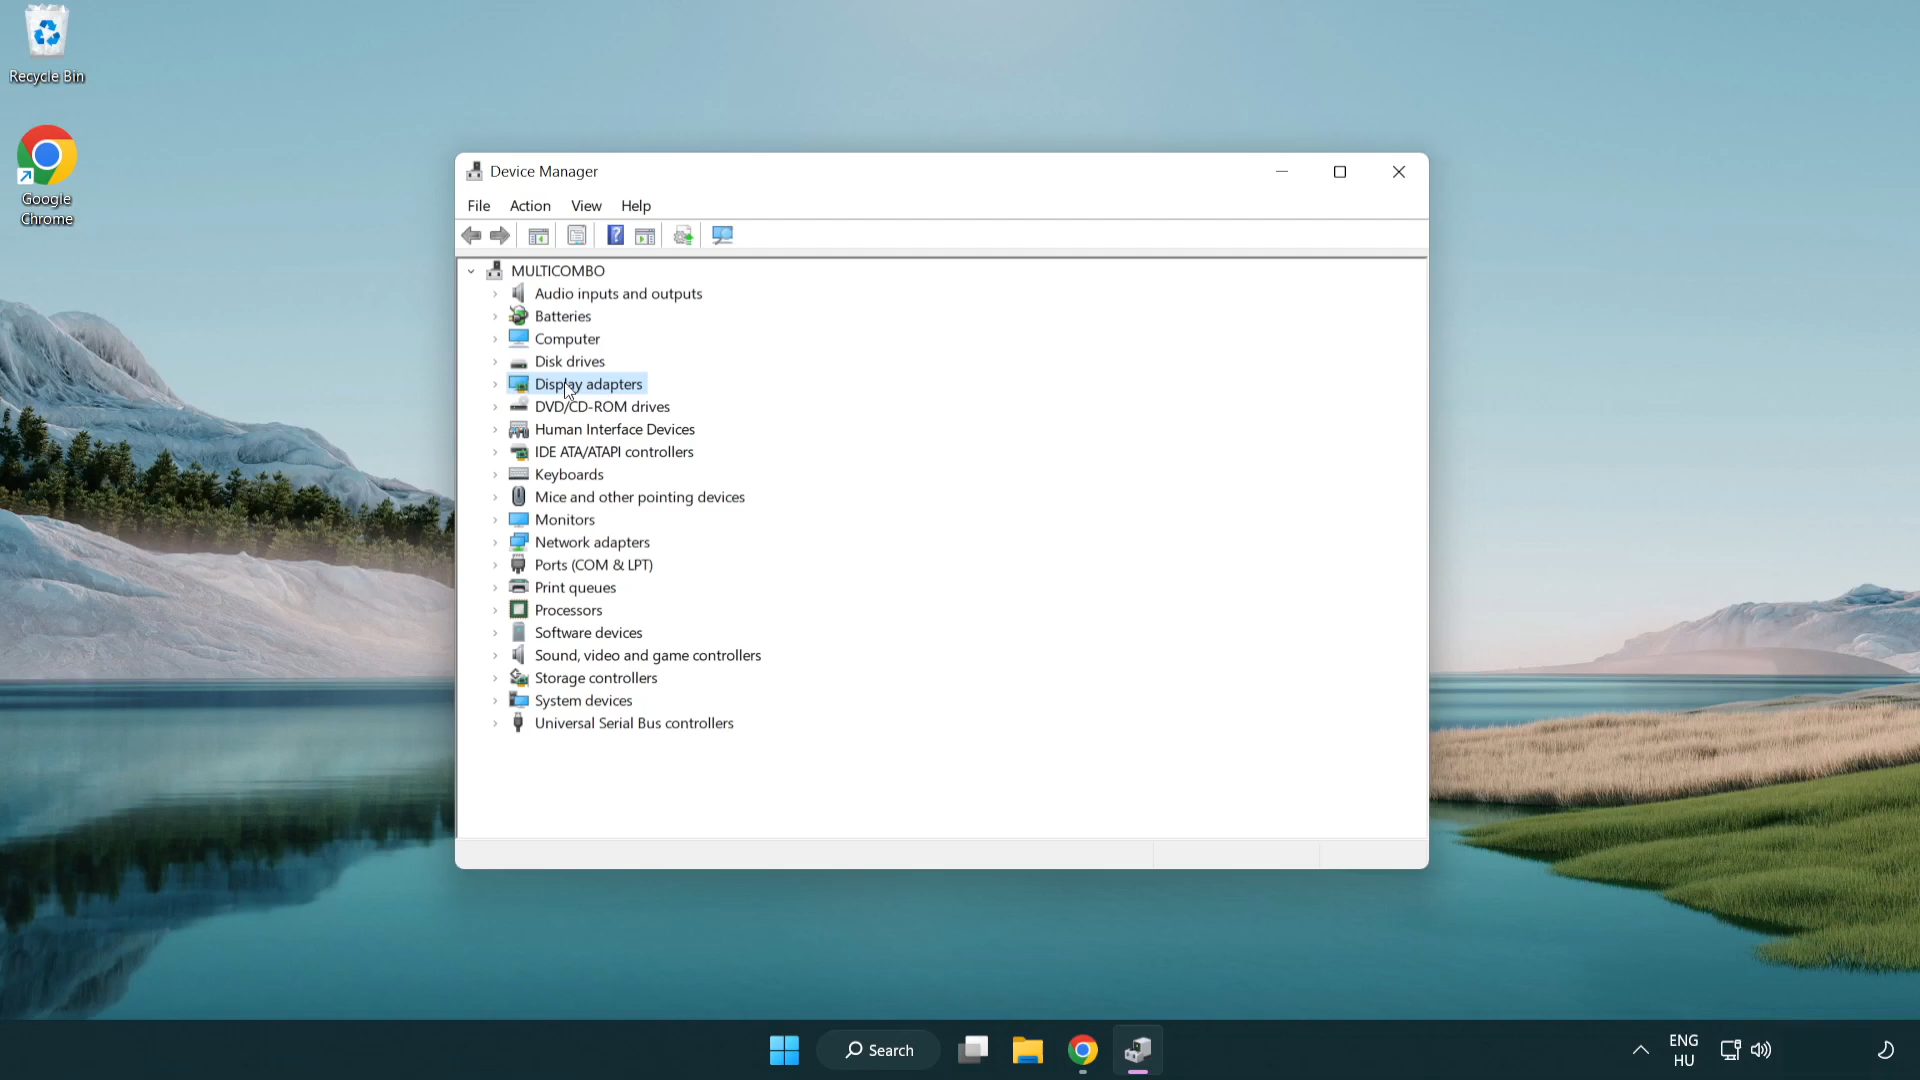 Recycle Bin
Google
Chrome
Device Manager
File Action View Help
MULTICOMBO
Audio inputs and outputs
Batteries
Computer
Disk drives
Display adapters
DVD/CD-ROM drives
Human Interface Devices
IDE ATA/ATAPI controllers
Keyboards
Mice and other pointing devices
Monitors
Network adapters
Ports (COM & LPT)
Print queues
Processors
Software devices
Sound, video and game controllers
Storage controllers
System devices
Universal Serial Bus controllers
Search
ENG
HU